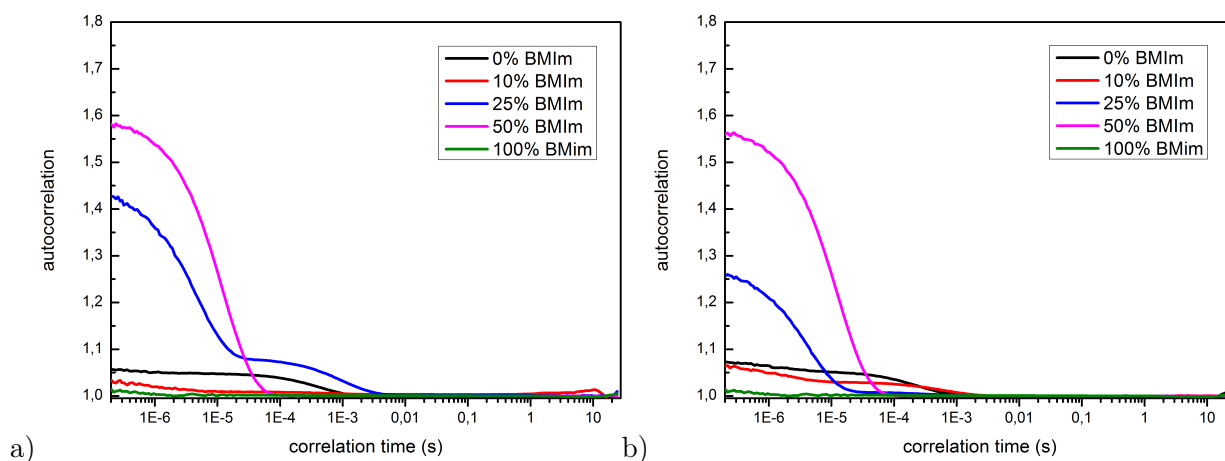 1,8
1,7
1,6
1,5
1,4
1,3
1,2
1,1
1,0
autocorrelation
0% BMIm
10% BMIm
25% BMIm
50% BMIm
100% BMim
1E-6 1E-5 1E-4 1E-3 0,01 0,1 1 10
correlation time (s)
a)
1,8
1,7
1,6
1,5
1,4
1,3
1,2
1,1
1,0
autocorrelation
0% BMIm
10% BMIm
25% BMIm
50% BMIm
100% BMim
1E-6 1E-5 1E-4 1E-3 0,01 0,1 1 10
correlation time (s)
b)